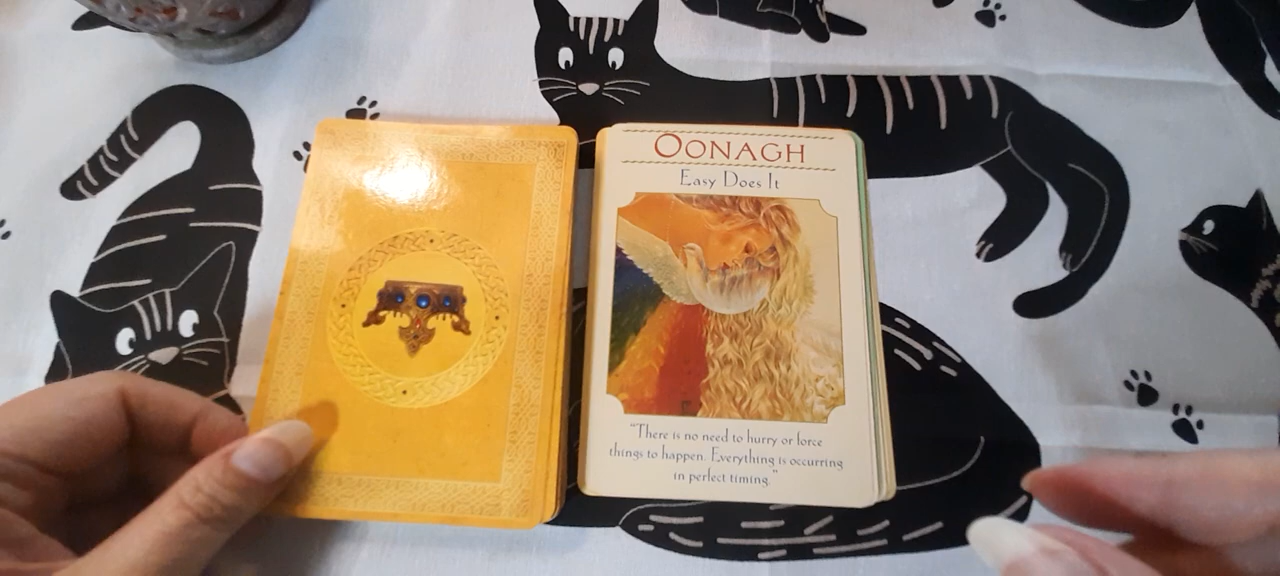 OONAGH
Easy Does It
"There is no need to hurry or force
things to happen. Everything is occurring
in perfect timing."